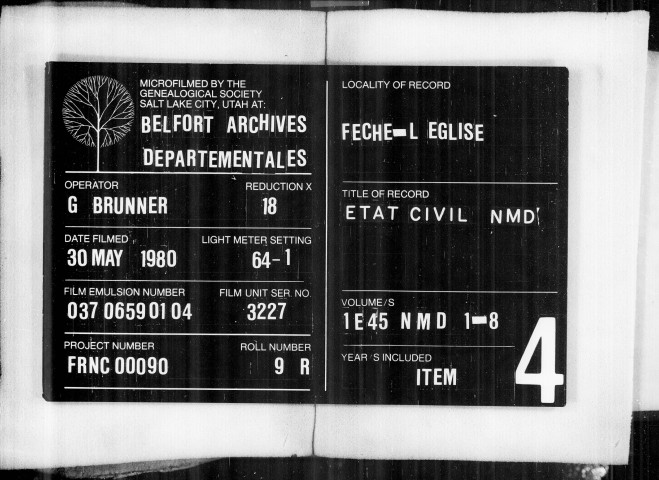 MICROFILMED BY THE
GENEALOGICAL SOCIETY
SALT LAKE CITY, UTAH AT:
BELFORT ARCHIVES
DEPARTEMENTALES
OPERATOR
G BRUNNER
REDUCTION X
18
DATE FILMED
30 MAY 1980
LIGHT METER SETTING
64-1
FILM EMULSION NUMBER
037 0659 01 04
FILM UNIT SER. NO.
3227
PROJECT NUMBER
FRNC 00090
ROLL NUMBER
9 R
LOCALITY OF RECORD
FECHE-L EGLISE
TITLE OF RECORD
ETAT CIVIL NMD
VOLUME/S
1E45 NMD 1-8
YEAR/S INCLUDED
ITEM
4